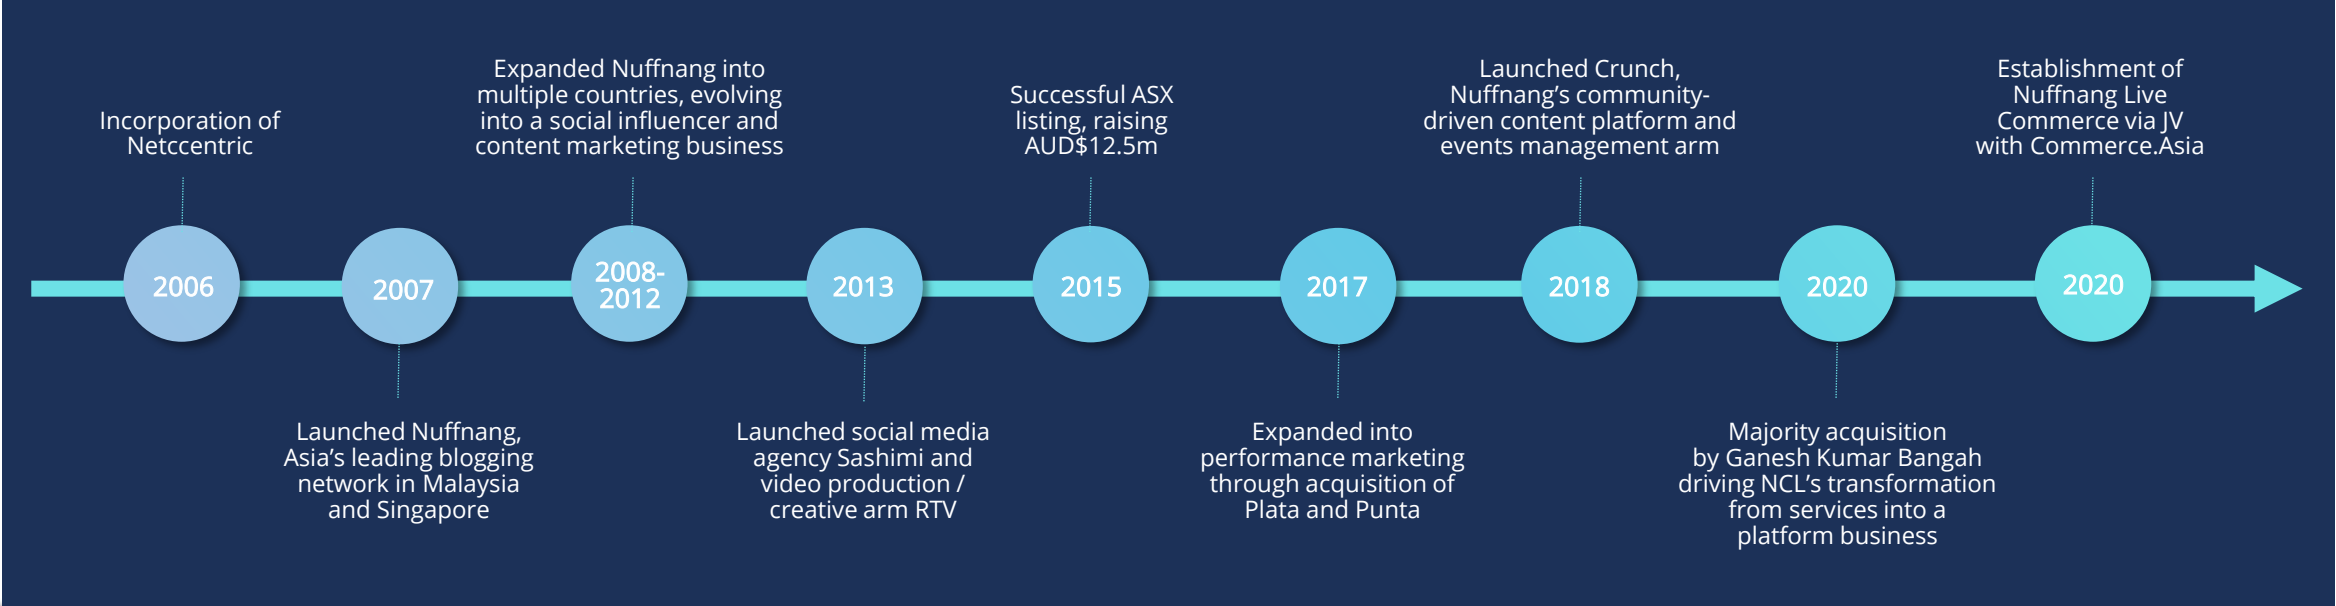 Incorporation of
Netccentric
2006
2007
Launched Nuffnang,
Asia's leading blogging
network in Malaysia
and Singapore
Expanded Nuffnang into
multiple countries, evolving
into a social influencer and
content marketing business
2008-
2012
2013
Launched social media
agency Sashimi and
video production /
creative arm RTV
Successful ASX
listing, raising
AUD$12.5m
2015
2017
Expanded into
performance marketing
through acquisition of
Plata and Punta
Launched Crunch,
Nuffnang’s community-
driven content platform and
events management arm
2018
2020
Majority acquisition
by Ganesh Kumar Bangah
driving NCL’s transformation
from services into a
platform business
Establishment of
Nuffnang Live
Commerce via JV
with Commerce.Asia
2020